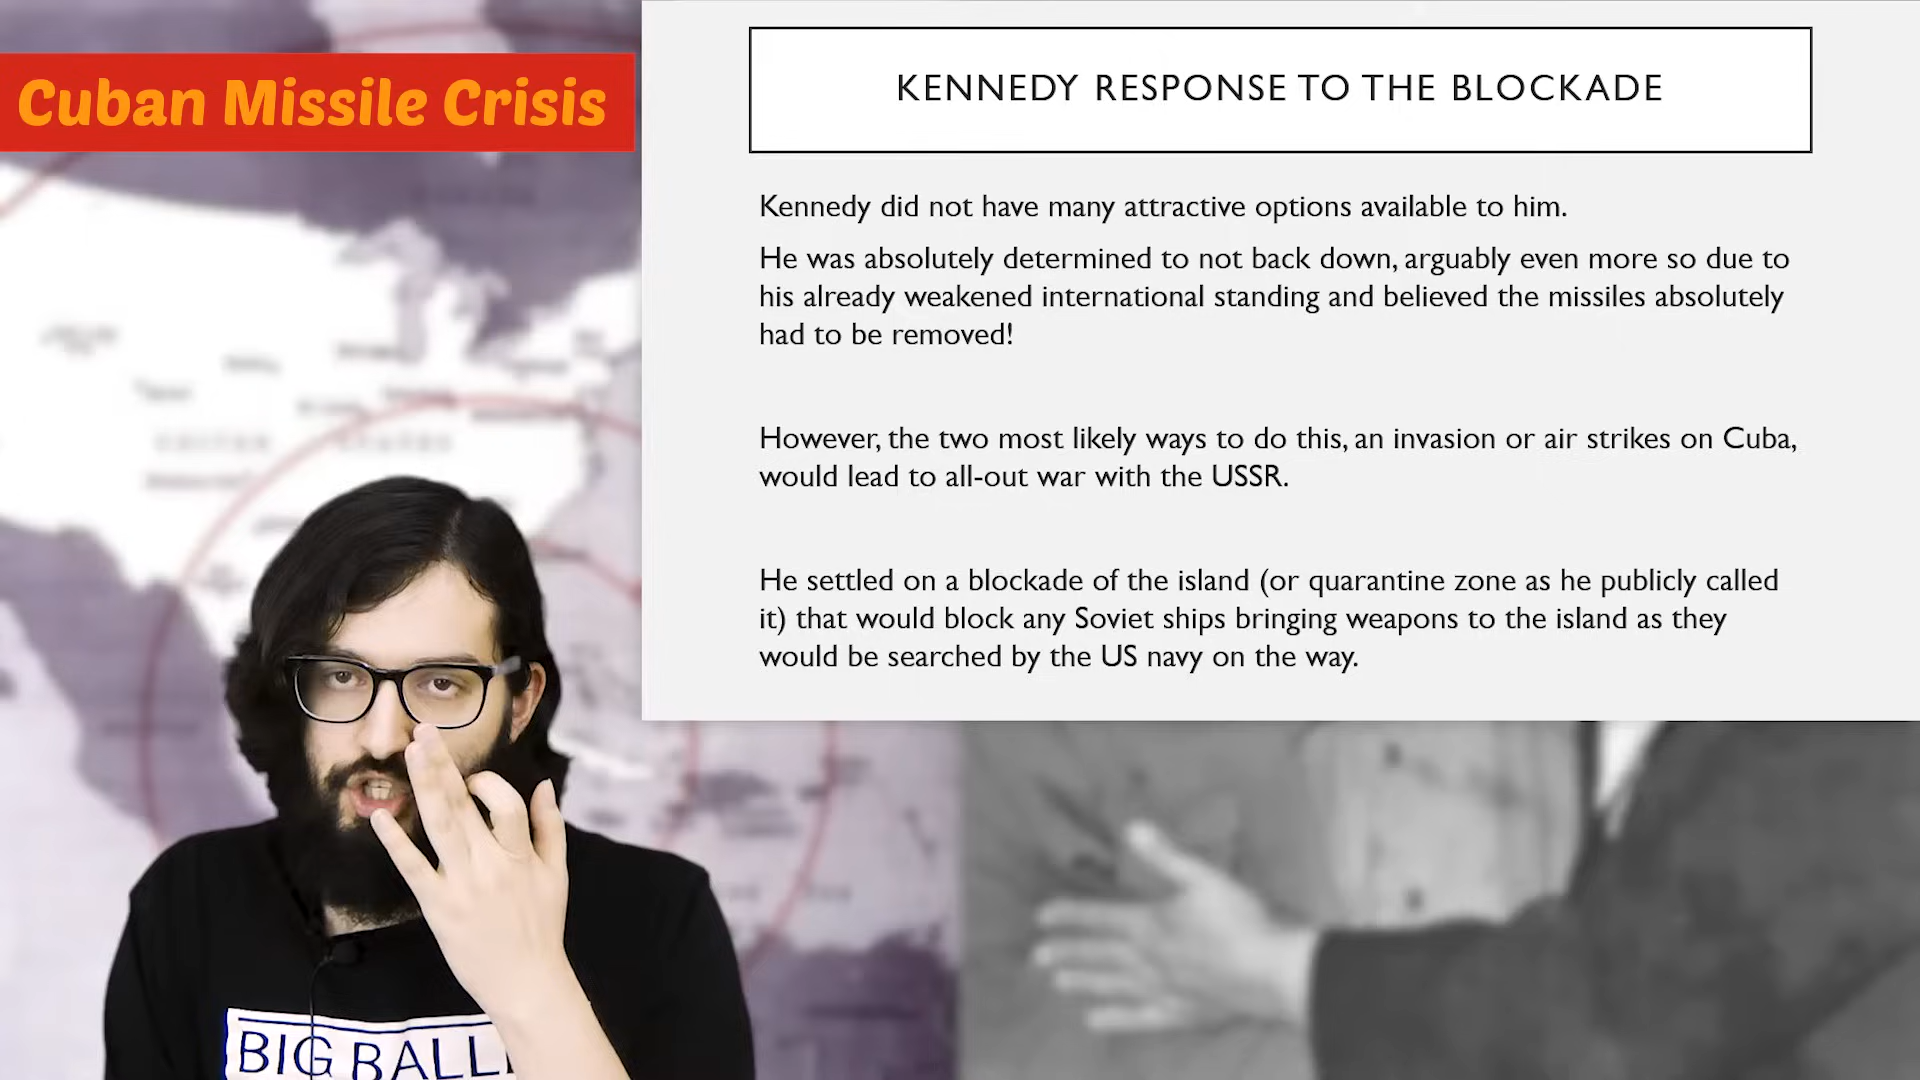 Cuban Missile Crisis
KENNEDY RESPONSE TO THE BLOCKADE
Kennedy did not have many attractive options available to him.
He was absolutely determined to not back down, arguably even more so due to
his already weakened international standing and believed the missiles absolutely
had to be removed!
However, the two most likely ways to do this, an invasion or air strikes on Cuba,
would lead to all-out war with the USSR.
He settled on a blockade of the island (or quarantine zone as he publicly called
it) that would block any Soviet ships bringing weapons to the island as they
would be searched by the US navy on the way.
BIG BALL